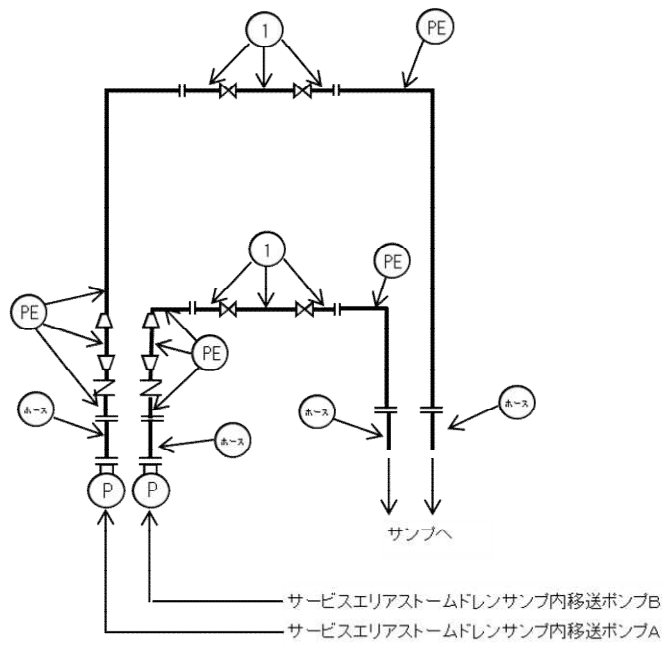 1
PE
1
PE
PE
PE
ホース
ホース
ホース
ホース
P
P
サンプへ
サービスエリアストームドレンサンプ内移送ポンプB
サービスエリアストームドレンサンプ内移送ポンプA